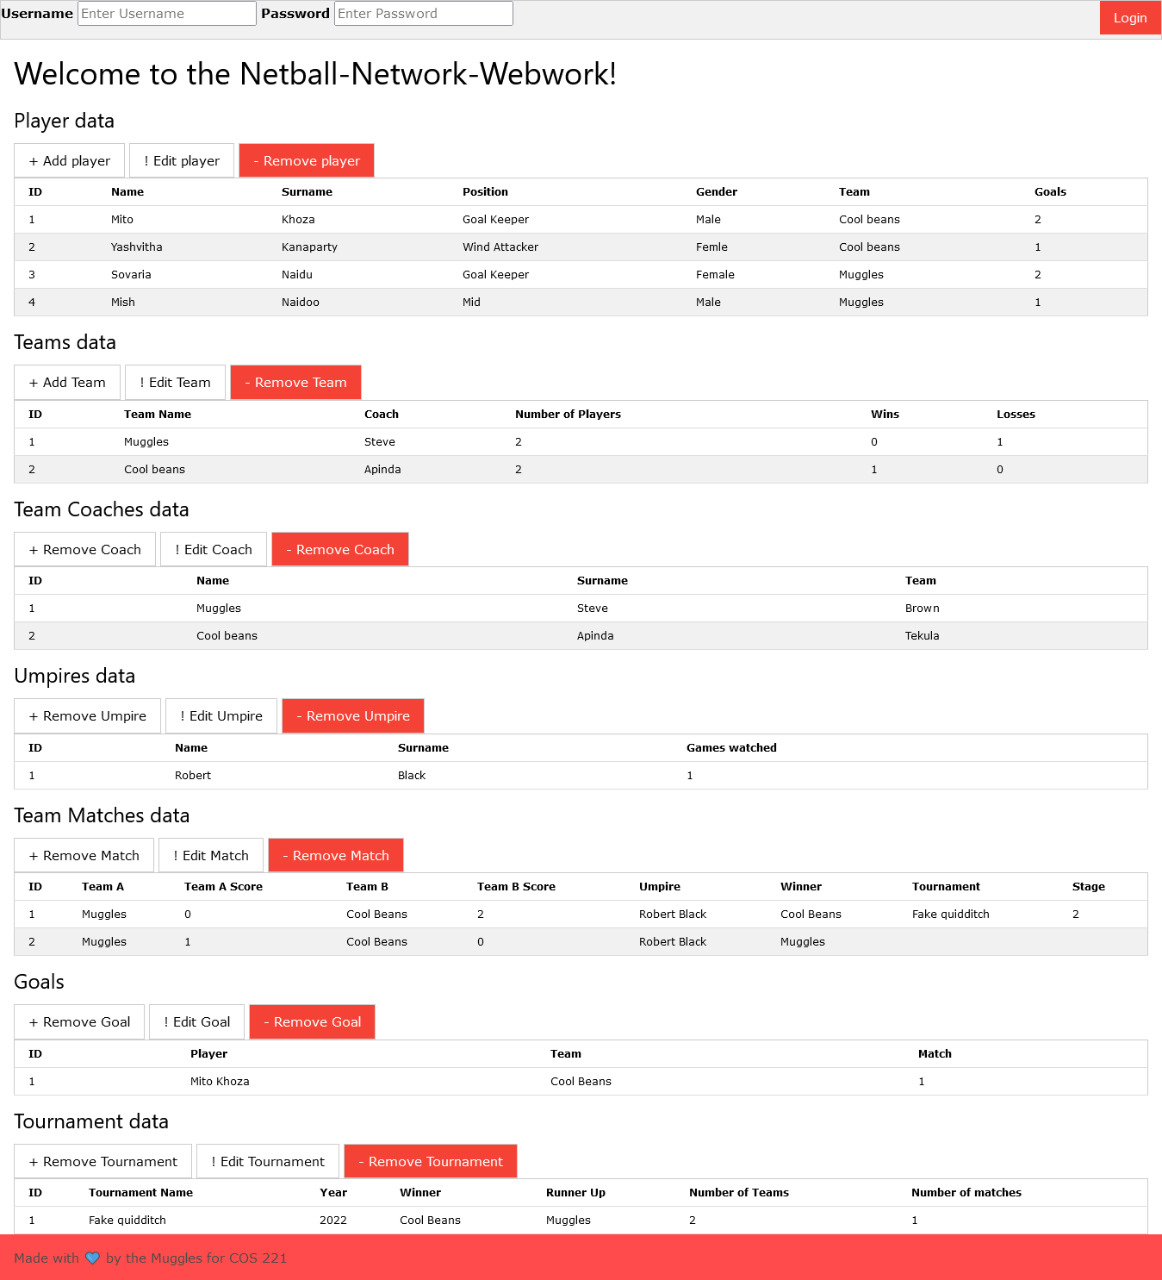 Username Enter Username Password Enter Password Login
Welcome to the Netball-Network-Webwork!
Player data
+ Add player ! Edit player - Remove player
ID Name Surname Position Gender Team Goals
1 Mito Khoza Goal Keeper Male Cool beans 2
2 Yashvitha Kanaparty Wind Attacker Femle Cool beans 1
3 Sovaria Naidu Goal Keeper Female Muggles 2
4 Mish Naidoo Mid Male Muggles 1
Teams data
+ Add Team ! Edit Team - Remove Team
ID Team Name Coach Number of Players Wins Losses
1 Muggles Steve 2 0 1
2 Cool beans Apinda 2 1 0
Team Coaches data
+ Remove Coach ! Edit Coach - Remove Coach
ID Name Surname Team
1 Muggles Steve Brown
2 Cool beans Apinda Tekula
Umpires data
+ Remove Umpire ! Edit Umpire - Remove Umpire
ID Name Surname Games watched
1 Robert Black 1
Team Matches data
+ Remove Match ! Edit Match - Remove Match
ID Team A Team A Score Team B Team B Score Umpire Winner Tournament Stage
1 Muggles 0 Cool Beans 2 Robert Black Cool Beans Fake quidditch 2
2 Muggles 1 Cool Beans 0 Robert Black Muggles
Goals
+ Remove Goal ! Edit Goal - Remove Goal
ID Player Team Match
1 Mito Khoza Cool Beans 1
Tournament data
+ Remove Tournament ! Edit Tournament - Remove Tournament
ID Tournament Name Year Winner Runner Up Number of Teams Number of matches
1 Fake quidditch 2022 Cool Beans Muggles 2 1
Made with 💙 by the Muggles for COS 221